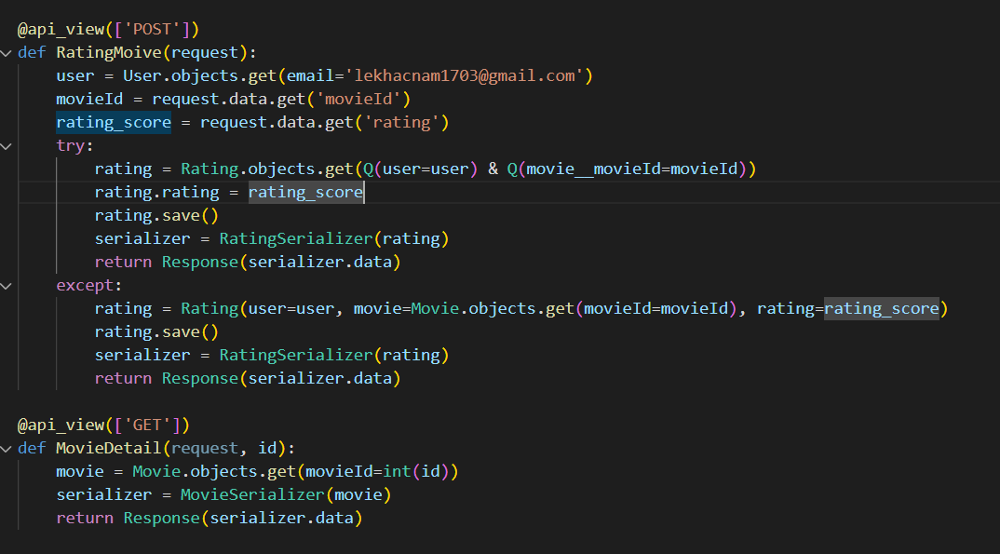 @api_view(['POST'])
def RatingMoive(request):
    user = User.objects.get(email='lekhacnam1703@gmail.com')
    movieId = request.data.get('movieId')
    rating_score = request.data.get('rating')
    try:
        rating = Rating.objects.get(Q(user=user) & Q(movie__movieId=movieId))
        rating.rating = rating_score
        rating.save()
        serializer = RatingSerializer(rating)
        return Response(serializer.data)
    except:
        rating = Rating(user=user, movie=Movie.objects.get(movieId=movieId), rating=rating_score)
        rating.save()
        serializer = RatingSerializer(rating)
        return Response(serializer.data)
@api_view(['GET'])
def MovieDetail(request, id):
    movie = Movie.objects.get(movieId=int(id))
    serializer = MovieSerializer(movie)
    return Response(serializer.data)